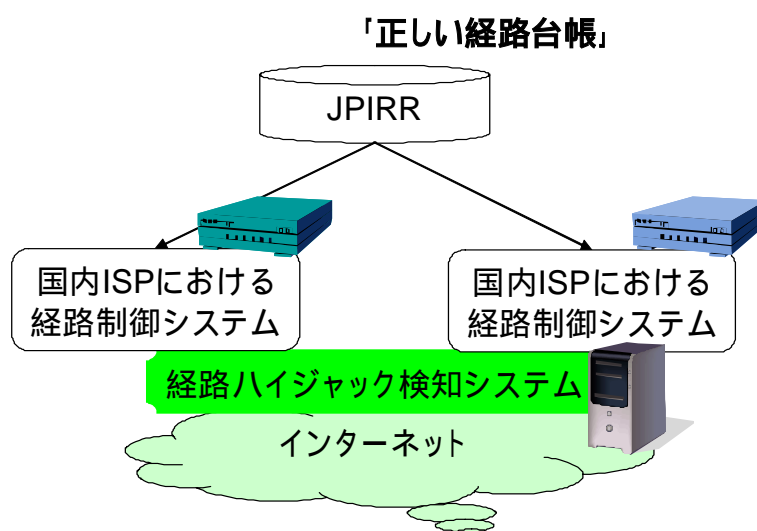 「正しい経路台帳」
JPIRR
国内ISPにおける
経路制御システム
国内ISPにおける
経路制御システム
経路ハイジャック検知システム
インターネット